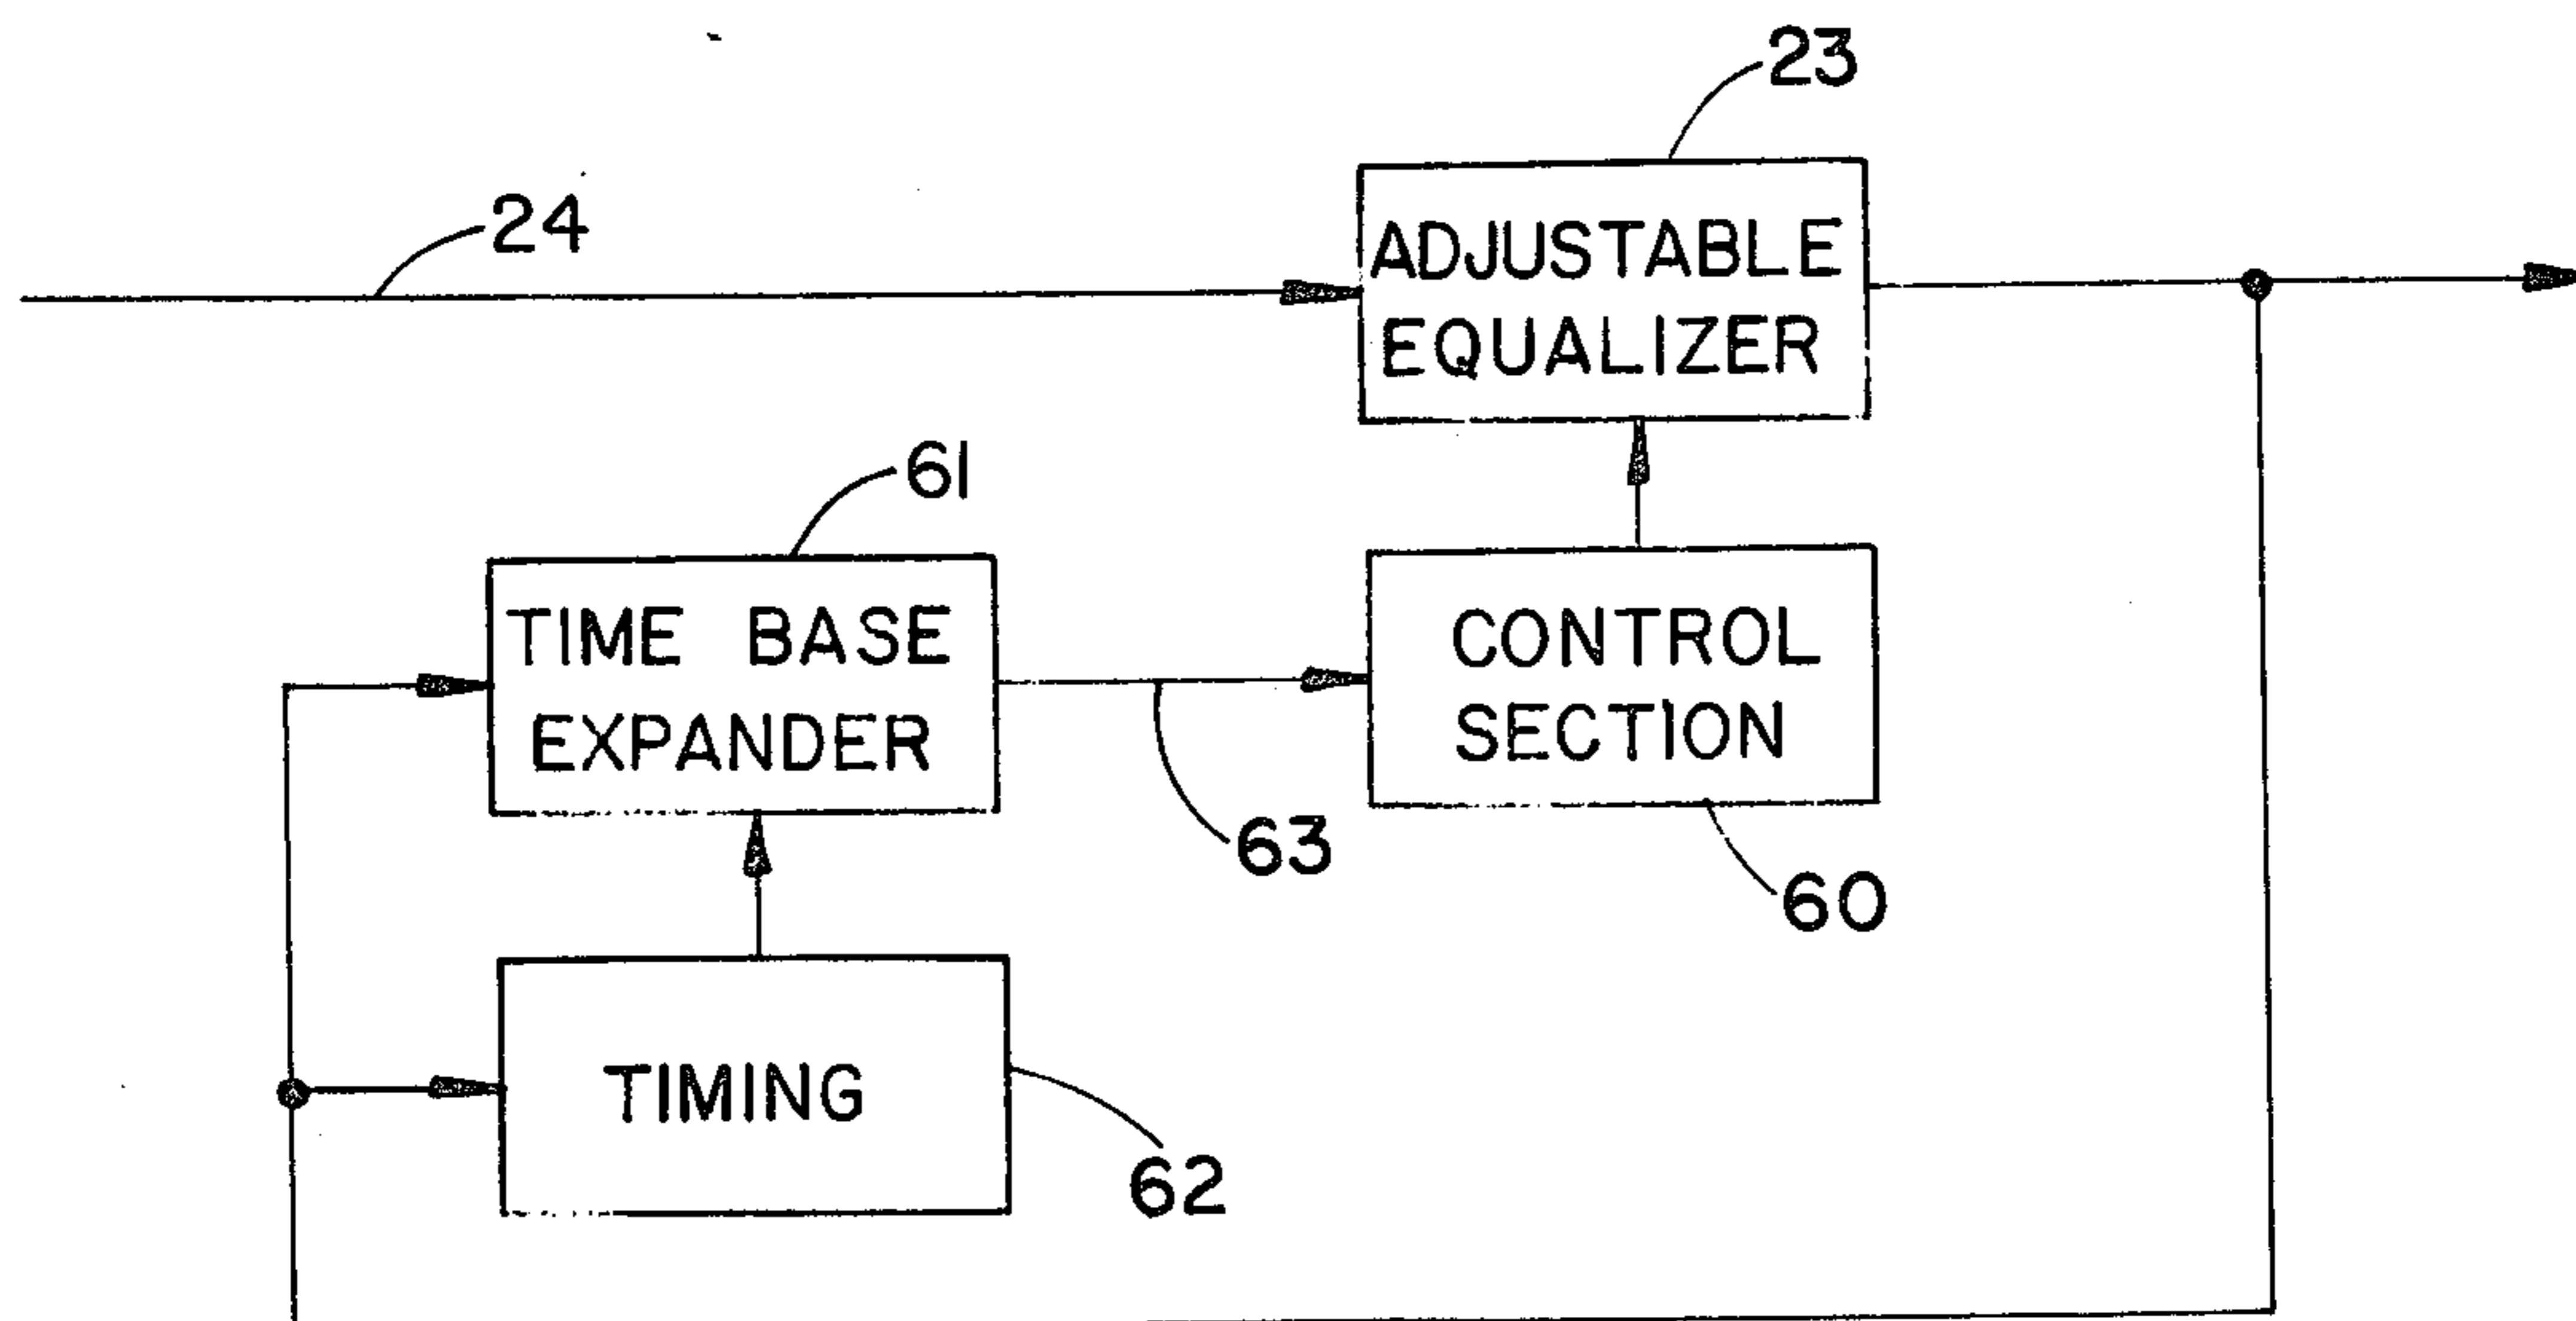 23
24
ADJUSTABLE
EQUALIZER
61
TIME BASE
EXPANDER
CONTROL
SECTION
63
60
TIMING
62